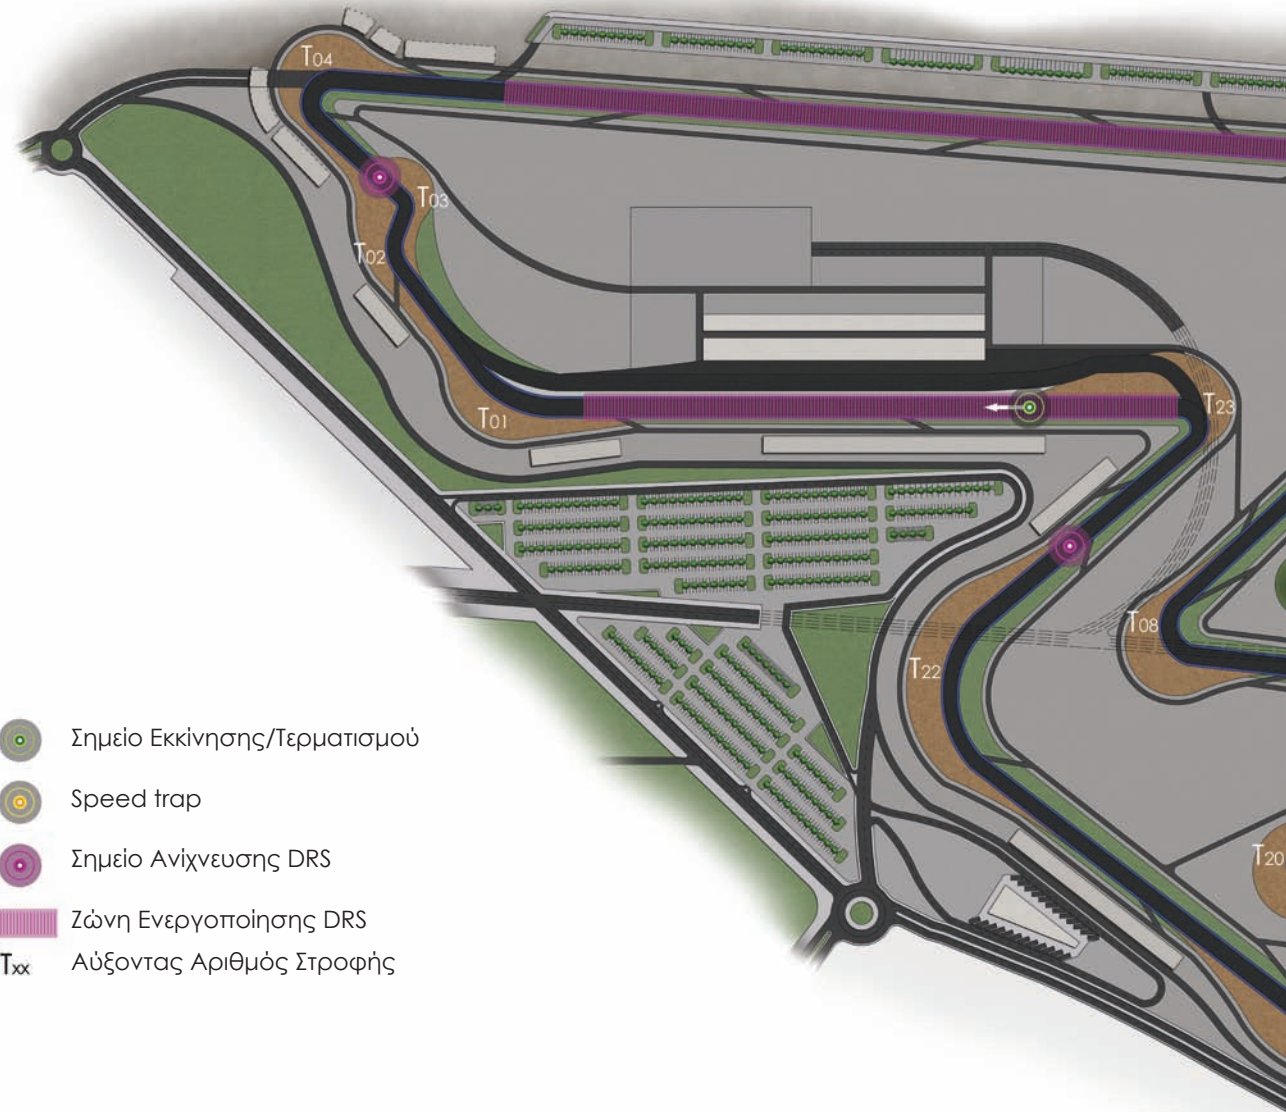 T04
T03
T02
T01
T23
T08
T22
T20
Σημείο Εκκίνησης/Τερματισμού
Speed trap
Σημείο Ανίχνευσης DRS
Ζώνη Ενεργοποίησης DRS
Txx Αύξοντας Αριθμός Στροφής